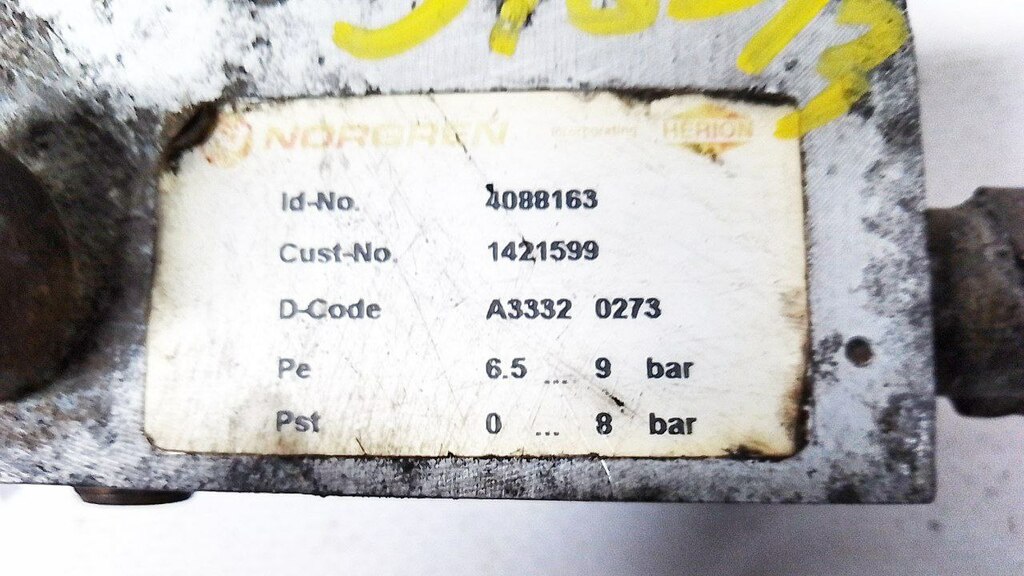 NORGREN incorporating HERION
Id-No. 4088163
Cust-No. 1421599
D-Code A3332 0273
Pe 6.5 ... 9 bar
Pst 0 ... 8 bar